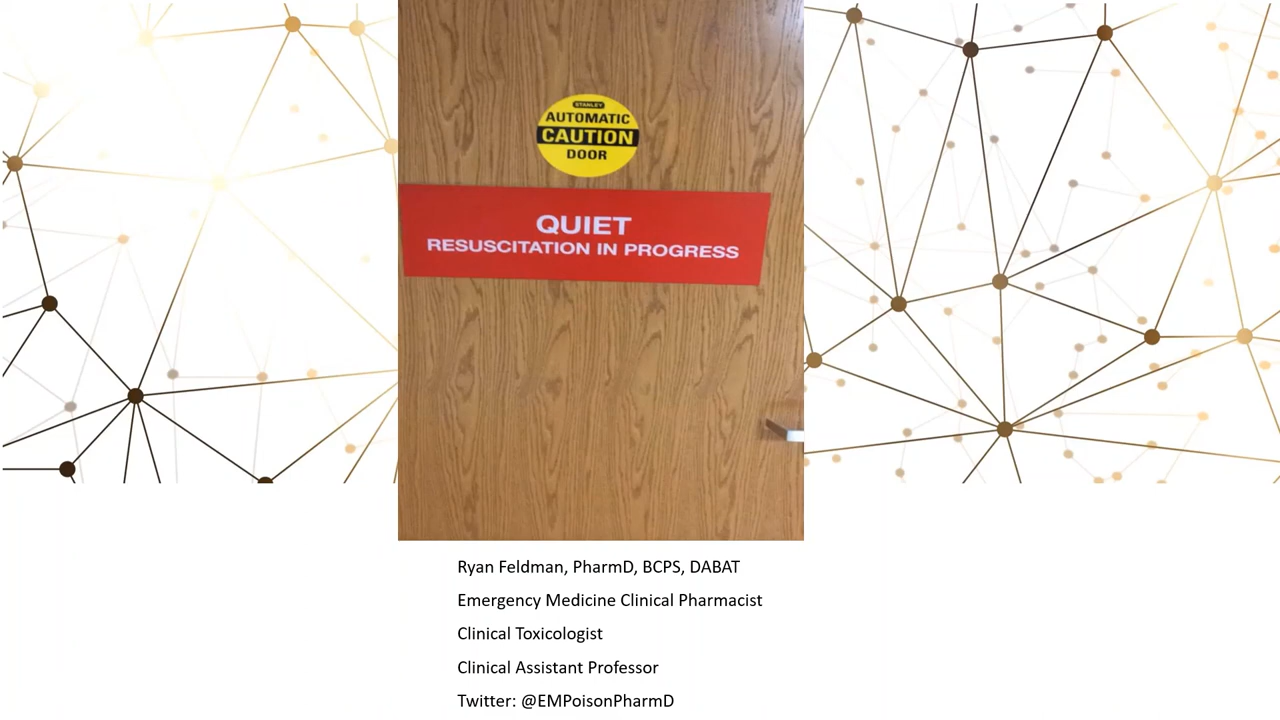 STANLEY
AUTOMATIC
CAUTION
DOOR
QUIET
RESUSCITATION IN PROGRESS
Ryan Feldman, PharmD, BCPS, DABAT
Emergency Medicine Clinical Pharmacist
Clinical Toxicologist
Clinical Assistant Professor
Twitter: @EMPoisonPharmD